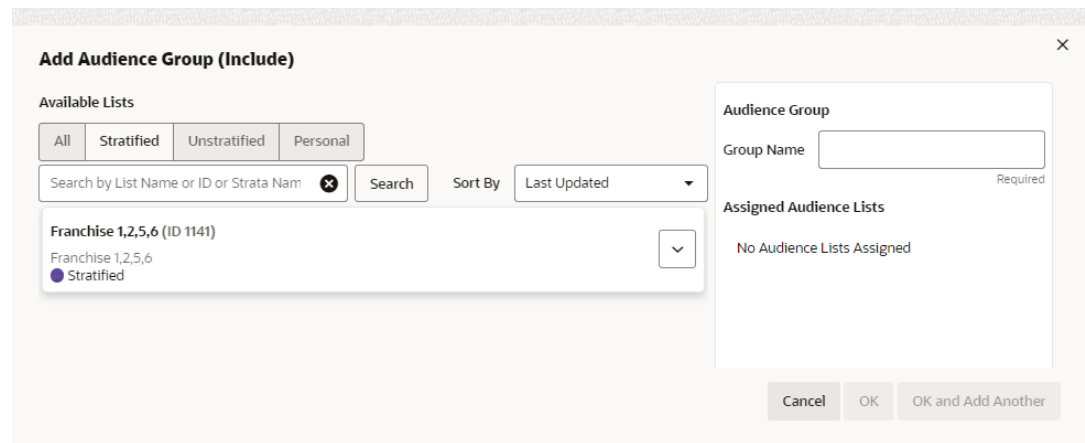 Add Audience Group (Include)
Available Lists
All Stratified Unstratified Personal
Search by List Name or ID or Strata Nam Search Sort By Last Updated
Franchise 1,2,5,6 (ID 1141)
Franchise 1,2,5,6
Stratified
Audience Group
Group Name
Required
Assigned Audience Lists
No Audience Lists Assigned
Cancel OK OK and Add Another